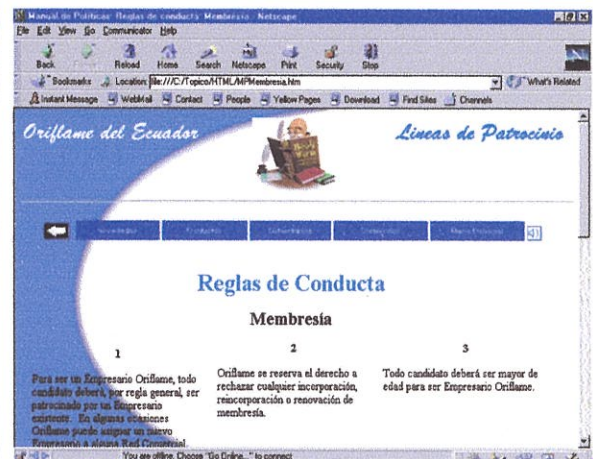 Manual de Politicas: Reglas de conducta: Membresia - Netscape
File Edit View Go Communicator Help
Back Reload Home Search Netscape Print Security Stop
Bookmarks Location: file:///C:/Topico/HTML/MPMembresia.htm What's Related
Instant Message WebMail Contact People Yellow Pages Download Find Sites Channels
Oriflame del Ecuador Lineas de Patrocinio
Reglas de Conducta
Membresía
1
Para ser un Empresario Oriflame, todo
candidato deberá, por regla general, ser
patrocinado por un Empresario
existente. En algunas ocasiones
Oriflame puede asignar un nuevo
Empresario a alguna Red Comercial.
2
Oriflame se reserva el derecho a
rechazar cualquier incorporación,
reincorporación o renovación de
membresía.
3
Todo candidato deberá ser mayor de
edad para ser Empresario Oriflame.
You are offline. Choose "Go Online..." to connect